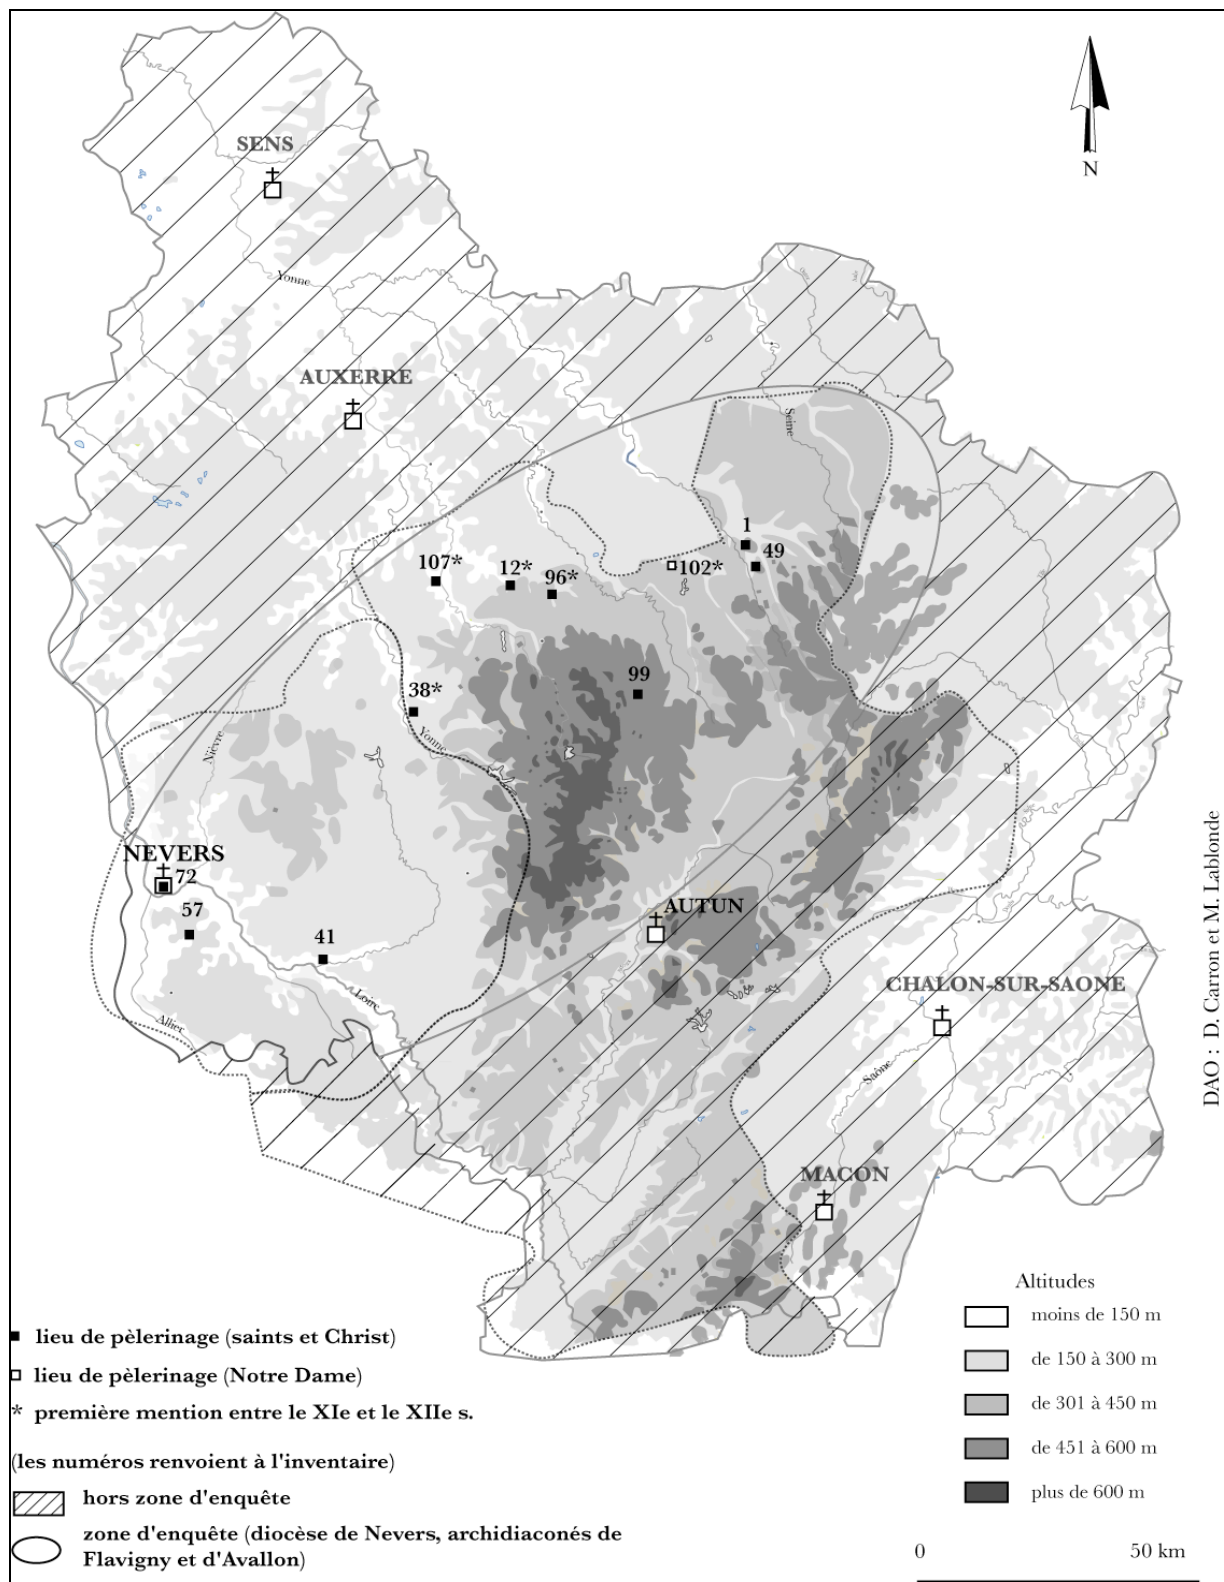 N
SENS
Yonne
AUXERRE
Seine
1
49
107*
12*
96*
102*
99
38*
Yonne
Nièvre
NEVERS
72
57
41
AUTUN
Loire
Allier
CHALON-SUR-SAONE
Saône
MACON
DAO : D. Carron et M. Lablonde
lieu de pèlerinage (saints et Christ)
lieu de pèlerinage (Notre Dame)
* première mention entre le XIe et le XIIe s.
(les numéros renvoient à l'inventaire)
hors zone d'enquête
zone d'enquête (diocèse de Nevers, archidiaconés de
Flavigny et d'Avallon)
Altitudes
moins de 150 m
de 150 à 300 m
de 301 à 450 m
de 451 à 600 m
plus de 600 m
0 50 km